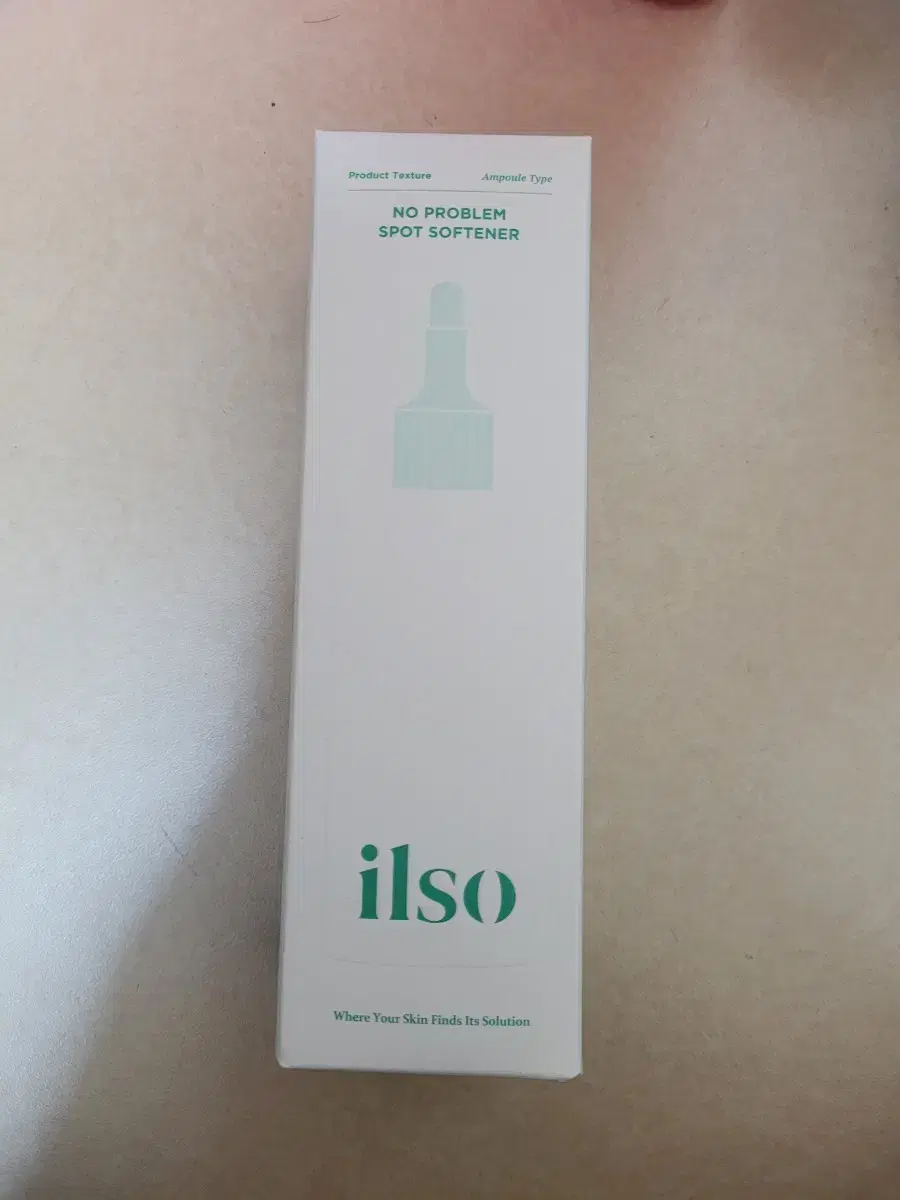 Product Texture Ampoule Type
NO PROBLEM
SPOT SOFTENER
ilso
Where Your Skin Finds Its Solution